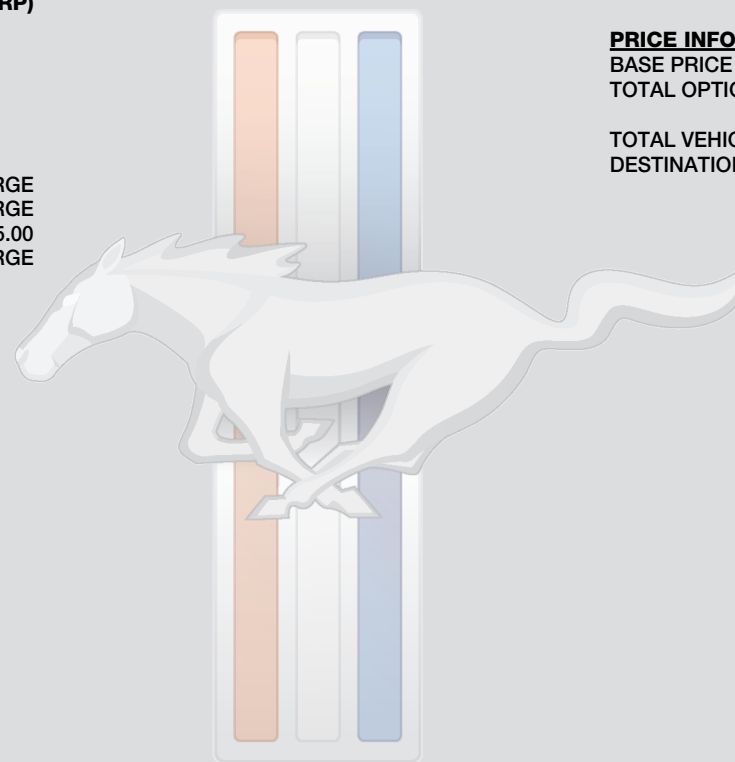 RP)
RGE
RGE
5.00
RGE
PRICE INFO
BASE PRICE
TOTAL OPTIO
TOTAL VEHIC
DESTINATION